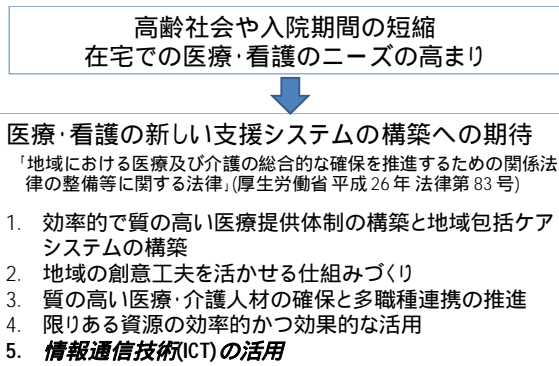 高齢社会や入院期間の短縮
在宅での医療･看護のニーズの高まり
医療･看護の新しい支援システムの構築への期待
「地域における医療及び介護の総合的な確保を推進するための関係法
律の整備等に関する法律」(厚生労働省 平成26年 法律第83号)
1. 効率的で質の高い医療提供体制の構築と地域包括ケア
システムの構築
2. 地域の創意工夫を活かせる仕組みづくり
3. 質の高い医療･介護人材の確保と多職種連携の推進
4. 限りある資源の効率的かつ効果的な活用
5. 情報通信技術(ICT)の活用